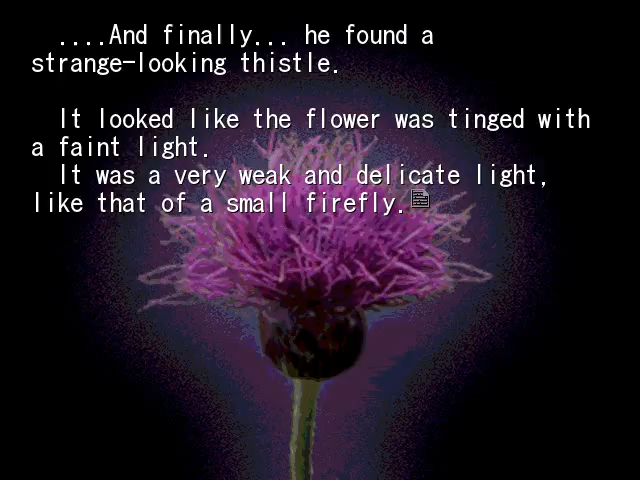 ....And finally... he found a
strange-looking thistle.
It looked like the flower was tinged with
a faint light.
It was a very weak and delicate light,
like that of a small firefly.